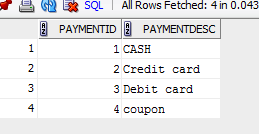 SQL | All Rows Fetched: 4 in 0.043
PAYMENTID PAYMENTDESC
1 1 CASH
2 2 Credit card
3 3 Debit card
4 4 coupon